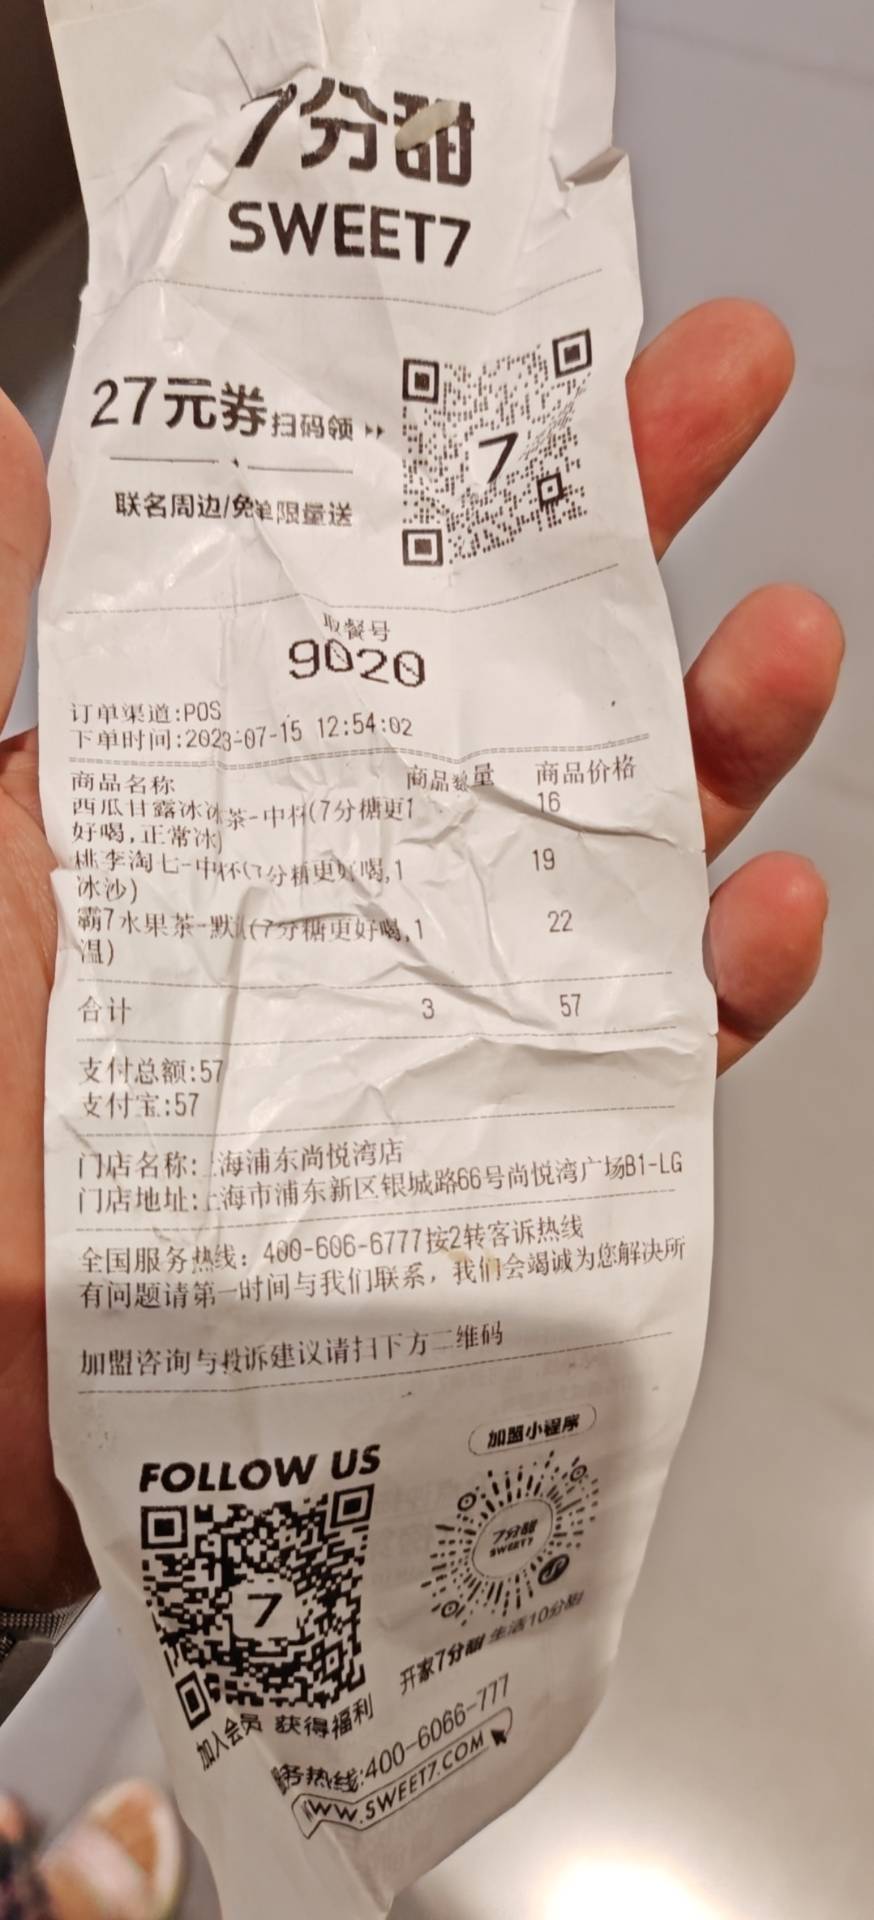 7分甜
SWEET7
27元券扫码领
联名周边/免单限量送
7
取餐号
9020
订单渠道:POS
下单时间:2023-07-15 12:54:02
商品名称 商品数量 商品价格
西瓜甘露冰冰茶-中杯(7分糖更1 16
好喝,正常冰)
桃李淘七-中杯(7分糖更好喝,1 19
冰沙)
霸7水果茶-默认(7分糖更好喝,1 22
温)
合计 3 57
支付总额:57
支付宝:57
门店名称:上海浦东尚悦湾店
门店地址:上海市浦东新区银城路66号尚悦湾广场B1-LG
全国服务热线: 400-606-6777按2转客诉热线
有问题请第一时间与我们联系, 我们会竭诚为您解决所
加盟咨询与投诉建议请扫下方二维码
加盟小程序
FOLLOW US
7分甜
SWEET7
7
开家7分甜 生活10分甜
加入会员 获得福利
服务热线:400-6066-777
WWW.SWEET7.COM